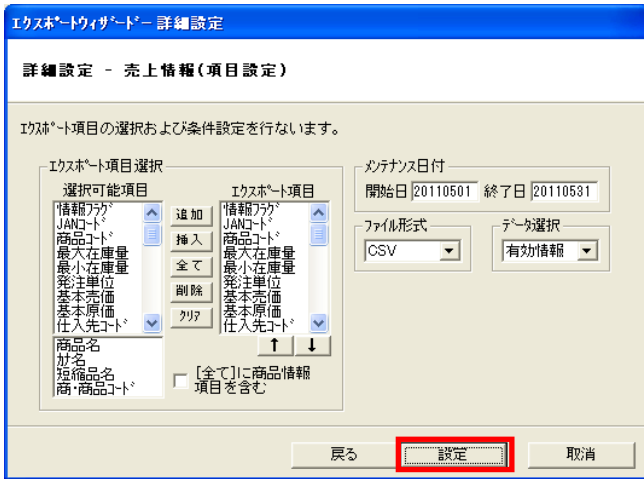 ｴｸｽﾎﾟｰﾄｳｨｻﾞｰﾄﾞｰ 詳細設定
詳細設定 - 売上情報(項目設定)
ｴｸｽﾎﾟｰﾄ項目の選択および条件設定を行ないます。
ｴｸｽﾎﾟｰﾄ項目選択
選択可能項目
情報ﾌﾗｸﾞ
JANｺｰﾄﾞ
商品ｺｰﾄﾞ
最大在庫量
最小在庫量
発注単位
基本売価
基本原価
仕入先ｺｰﾄﾞ
商品名
ｶﾅ名
短縮品名
商・商品ｺｰﾄﾞ
追加
挿入
全て
削除
ｸﾘｱ
ｴｸｽﾎﾟｰﾄ項目
情報ﾌﾗｸﾞ
JANｺｰﾄﾞ
商品ｺｰﾄﾞ
最大在庫量
最小在庫量
発注単位
基本売価
基本原価
仕入先ｺｰﾄﾞ
↑ ↓
[全て]に商品情報
項目を含む
ﾒﾝﾃﾅﾝｽ日付
開始日 20110501 終了日 20110531
ﾌｧｲﾙ形式
CSV
ﾃﾞｰﾀ選択
有効情報
戻る 設定 取消